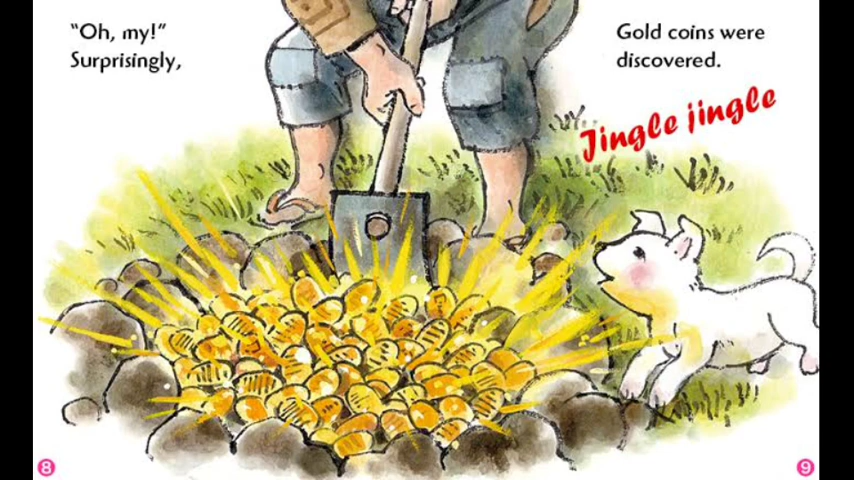 “Oh, my!”
Surprisingly,
Gold coins were
discovered.
Jingle jingle
8
9